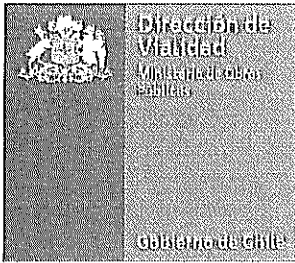 Dirección de
Vialidad
Ministerio de Obras
Públicas
Gobierno de Chile